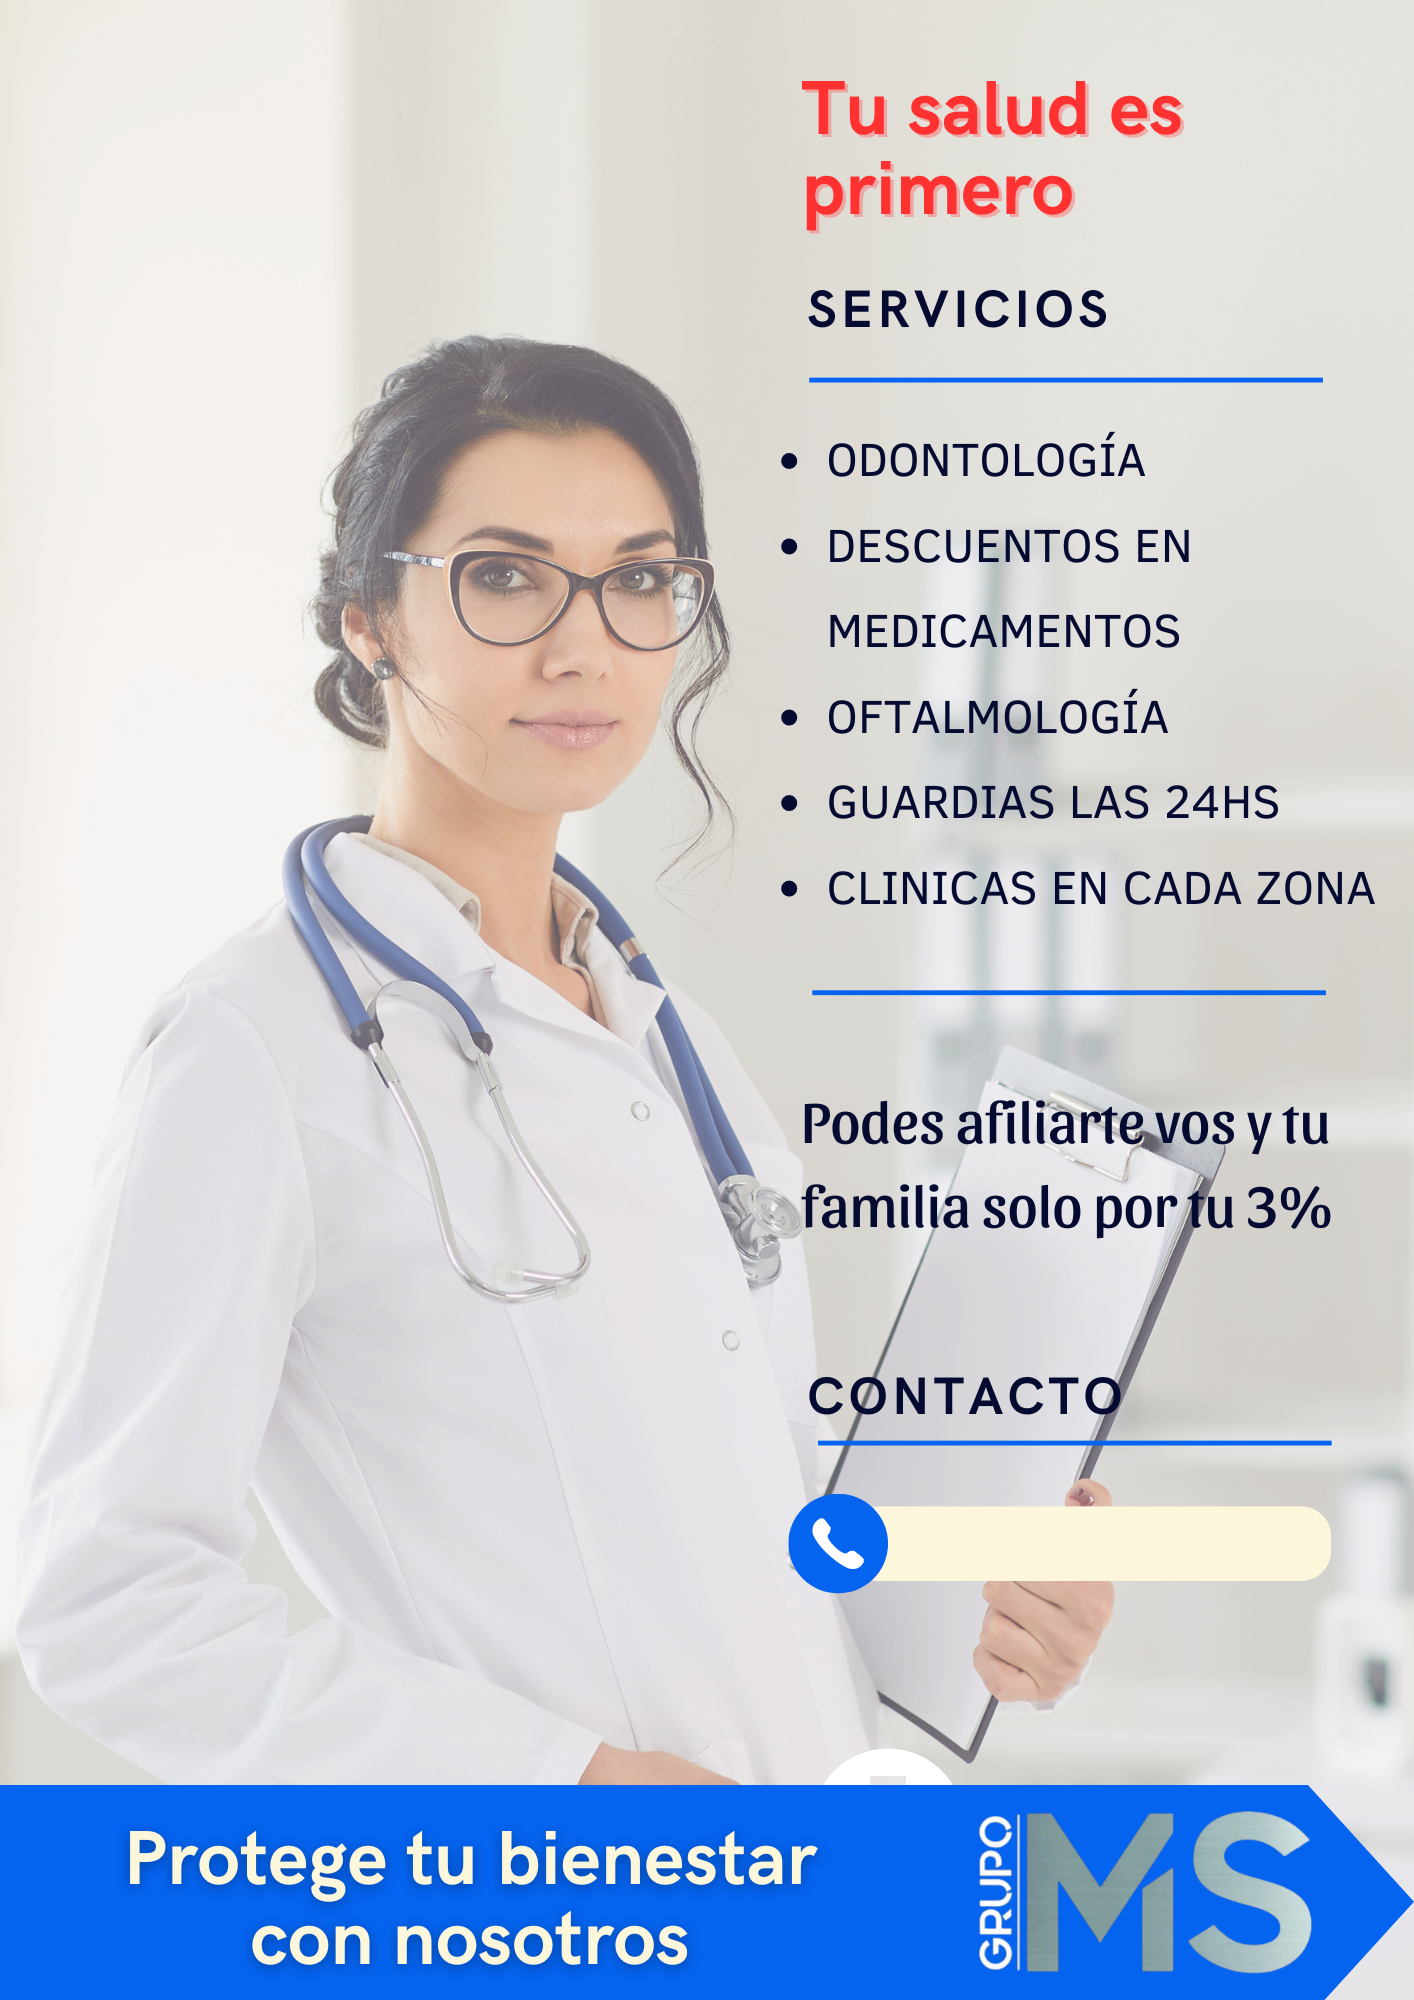 Tu salud es
primero
SERVICIOS
• ODONTOLOGÍA
• DESCUENTOS EN
MEDICAMENTOS
• OFTALMOLOGÍA
• GUARDIAS LAS 24HS
• CLINICAS EN CADA ZONA
Podes afiliarte vos y tu
familia solo por tu 3%
CONTACTO
Protege tu bienestar
con nosotros
GRUPO
MS